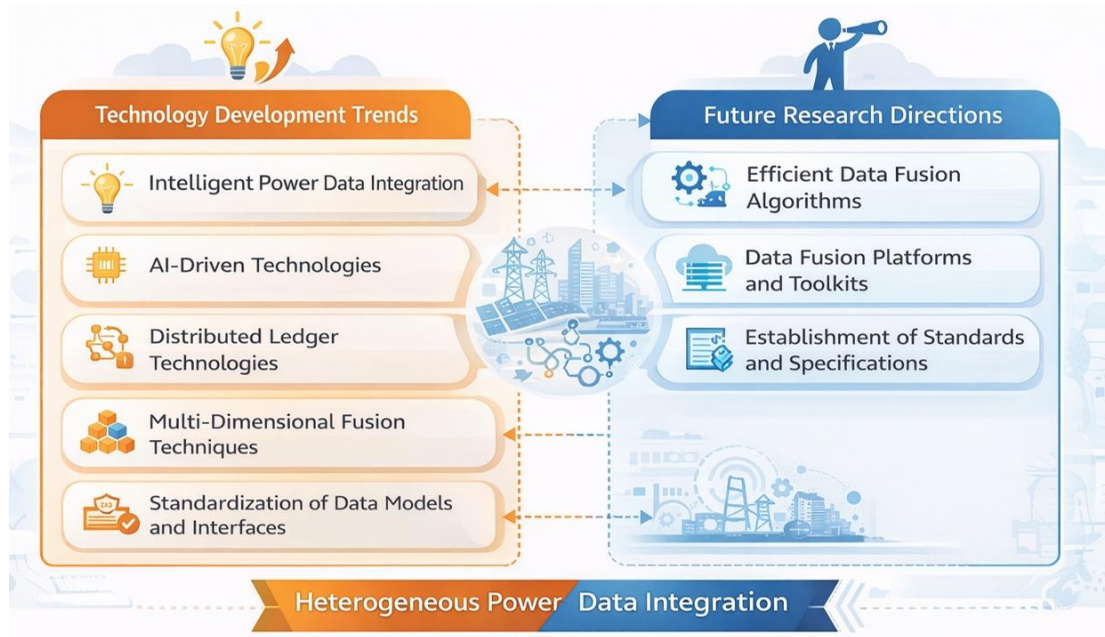 Technology Development Trends
Intelligent Power Data Integration
AI-Driven Technologies
Distributed Ledger
Technologies
Multi-Dimensional Fusion
Techniques
Standardization of Data Models
and Interfaces
Future Research Directions
Efficient Data Fusion
Algorithms
Data Fusion Platforms
and Toolkits
Establishment of Standards
and Specifications
Heterogeneous Power Data Integration